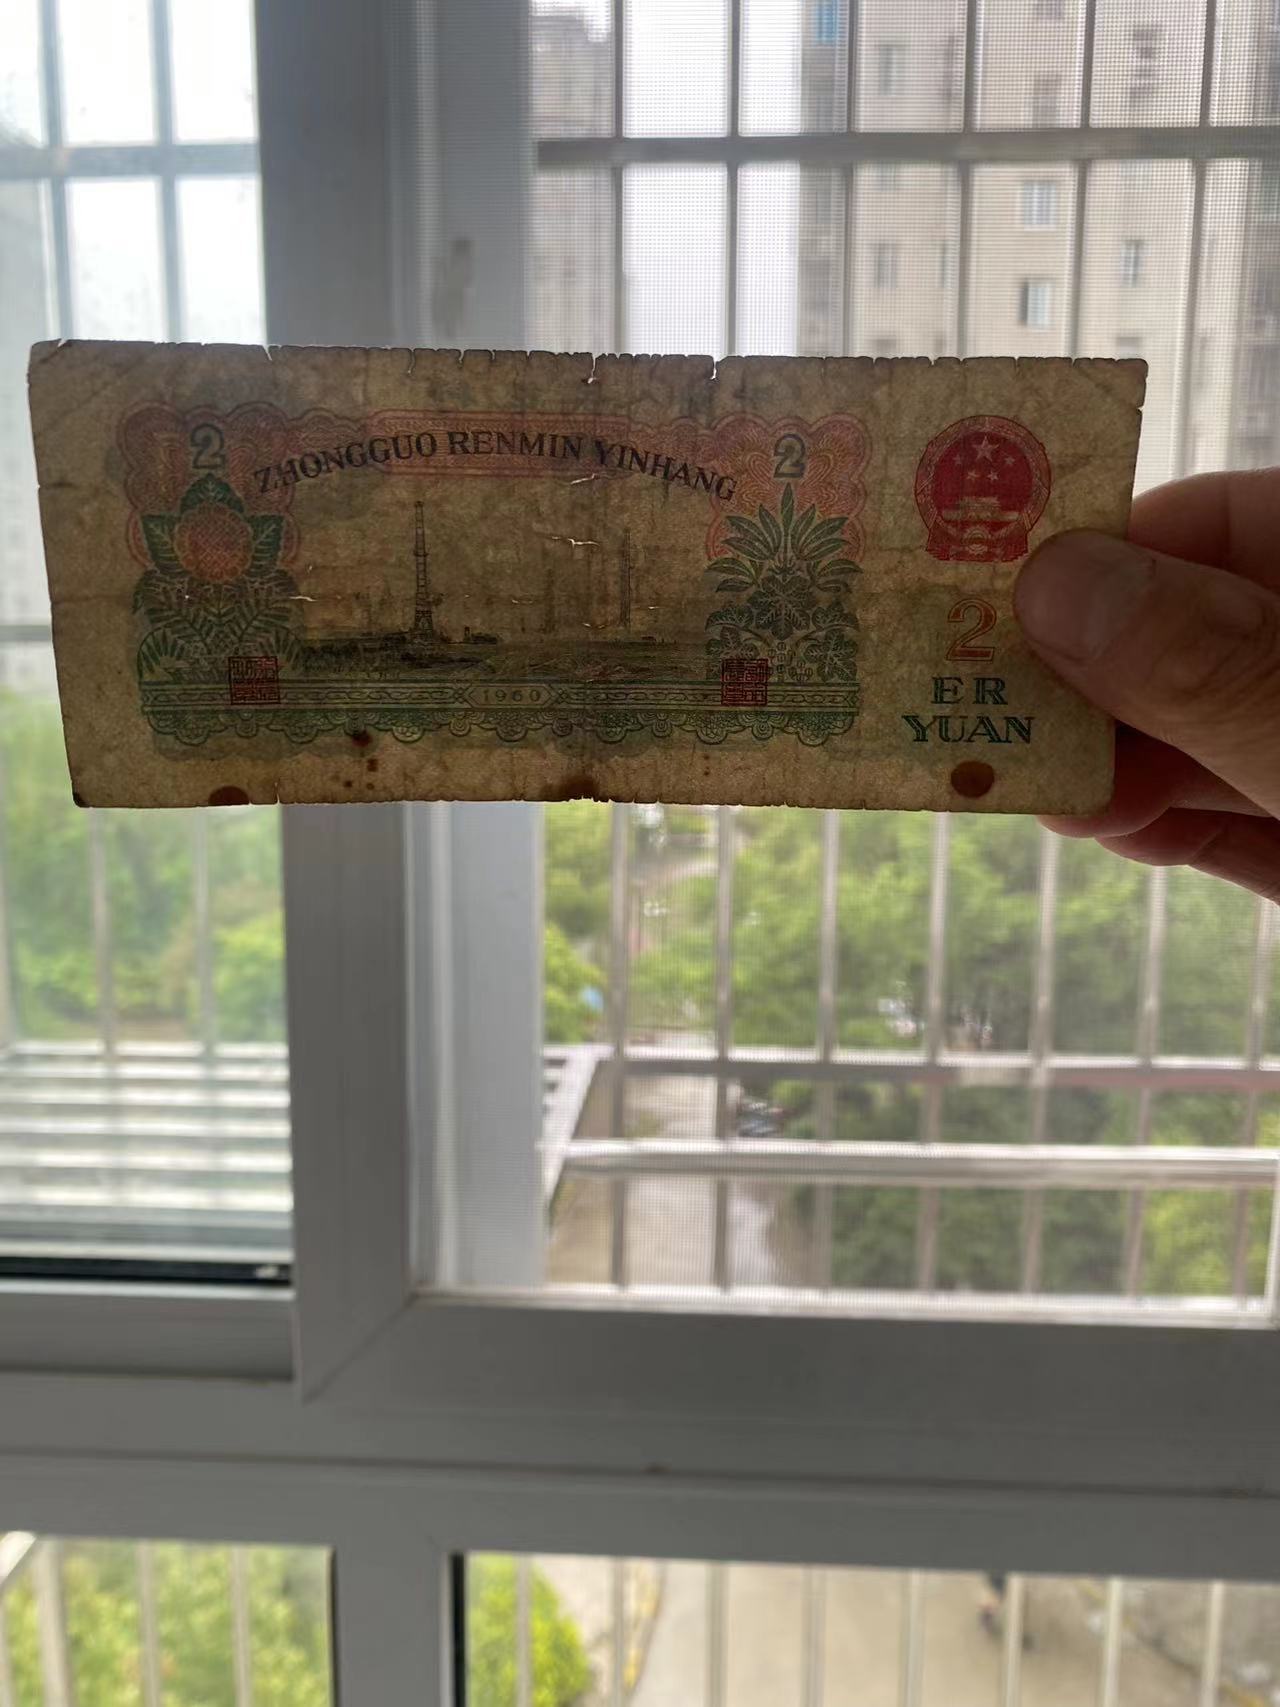 2
2
ZHONGGUO RENMIN YINHANG
1960
2
ER
YUAN